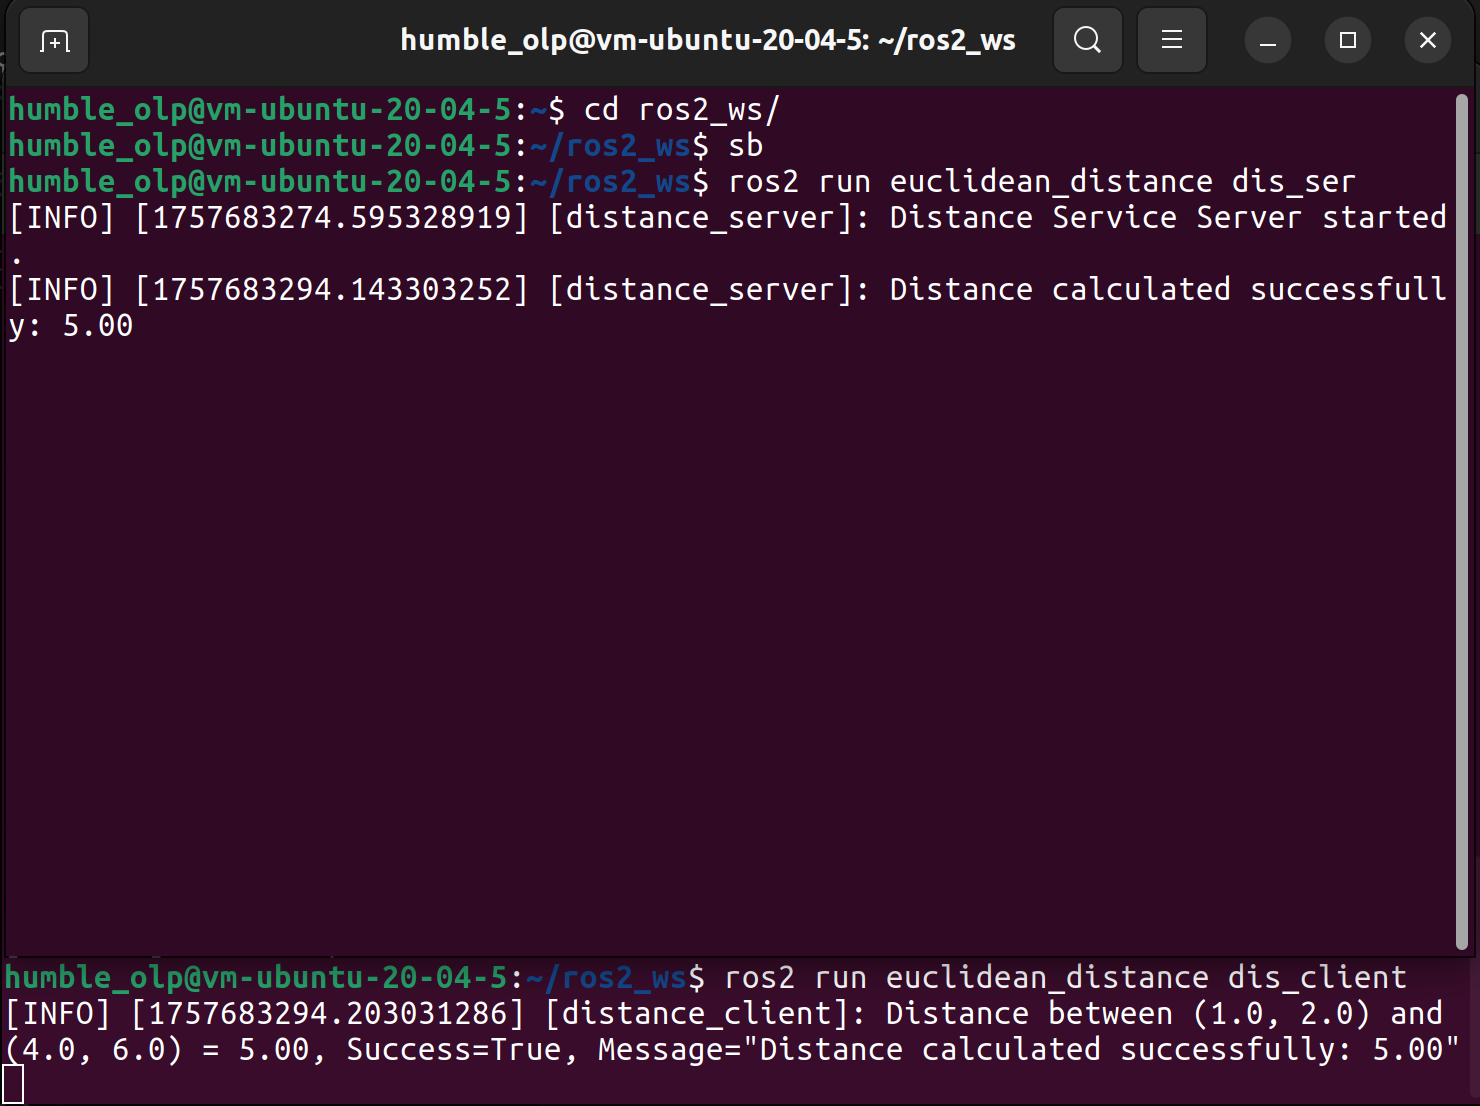 humble_olp@vm-ubuntu-20-04-5: ~/ros2_ws
humble_olp@vm-ubuntu-20-04-5:~$ cd ros2_ws/
humble_olp@vm-ubuntu-20-04-5:~/ros2_ws$ sb
humble_olp@vm-ubuntu-20-04-5:~/ros2_ws$ ros2 run euclidean_distance dis_ser
[INFO] [1757683274.595328919] [distance_server]: Distance Service Server started
.
[INFO] [1757683294.143303252] [distance_server]: Distance calculated successfull
y: 5.00
humble_olp@vm-ubuntu-20-04-5:~/ros2_ws$ ros2 run euclidean_distance dis_client
[INFO] [1757683294.203031286] [distance_client]: Distance between (1.0, 2.0) and
(4.0, 6.0) = 5.00, Success=True, Message="Distance calculated successfully: 5.00"